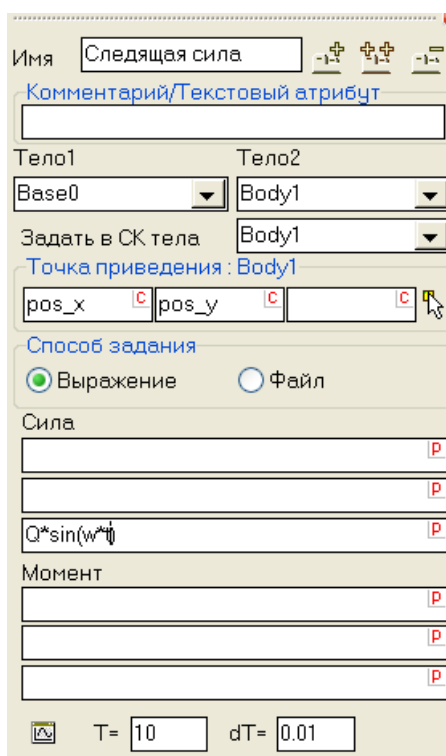 Имя Следящая сила
Комментарий/Текстовый атрибут
Тело1 Тело2
Base0 Body1
Задать в СК тела Body1
Точка приведения : Body1
pos_x C pos_y C C
Способ задания
Выражение Файл
Сила
P
P
Q*sin(w*t) P
Момент
P
P
P
T= 10 dT= 0.01